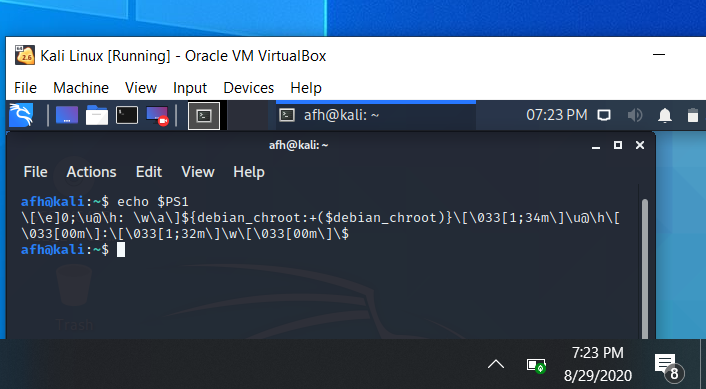 Kali Linux [Running] - Oracle VM VirtualBox
File Machine View Input Devices Help
afh@kali: ~ 07:23 PM
afh@kali: ~
File Actions Edit View Help
afh@kali:~$ echo $PS1
\[\e]0;\u@\h: \w\a\]${debian_chroot:+($debian_chroot)}\[\033[1;34m\]\u@\h\[
\033[00m\]:\[\033[1;32m\]\w\[\033[00m\]\$
afh@kali:~$
Trash
7:23 PM
8/29/2020
8